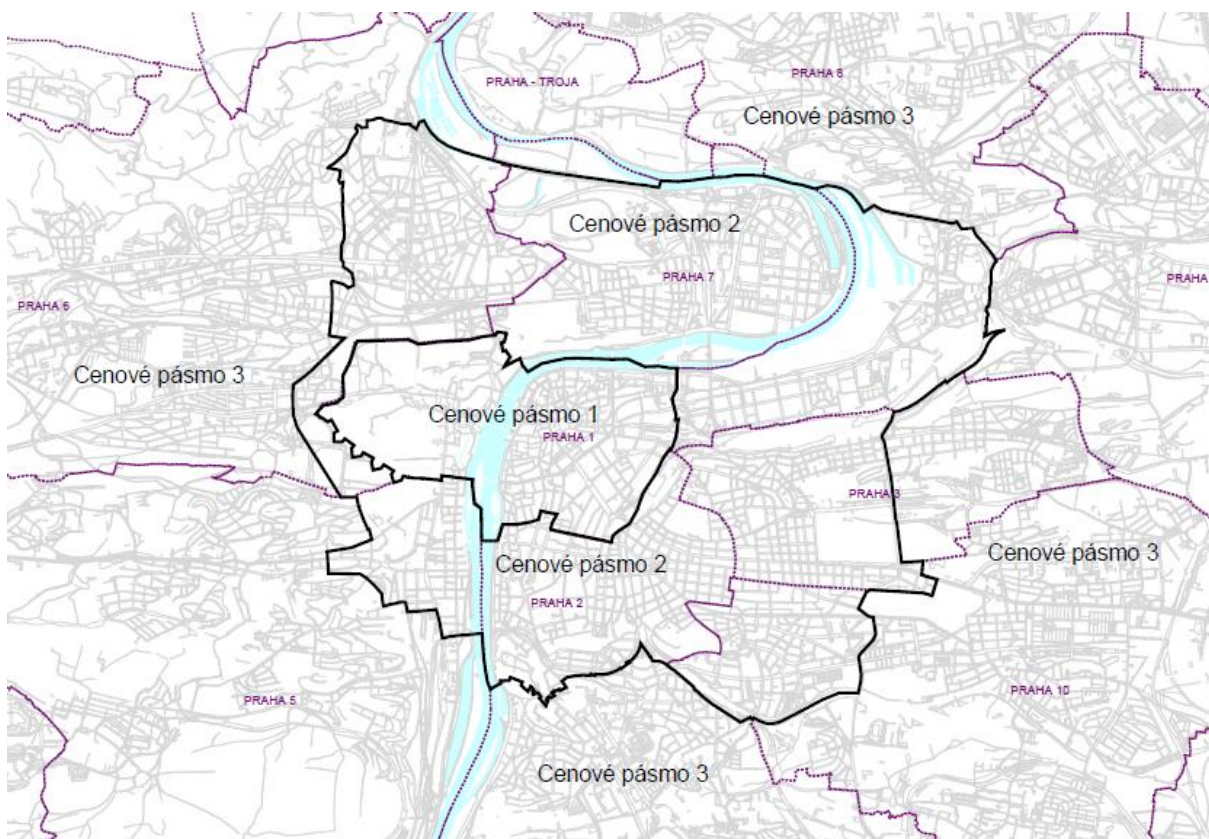 PRAHA 8
PRAHA - TROJA
Cenové pásmo 3
Cenové pásmo 2
PRAHA 7
PRAHA
PRAHA 6
Cenové pásmo 3
Cenové pásmo 1
PRAHA 1
PRAHA 3
Cenové pásmo 3
Cenové pásmo 2
PRAHA 2
PRAHA 5
PRAHA 10
Cenové pásmo 3